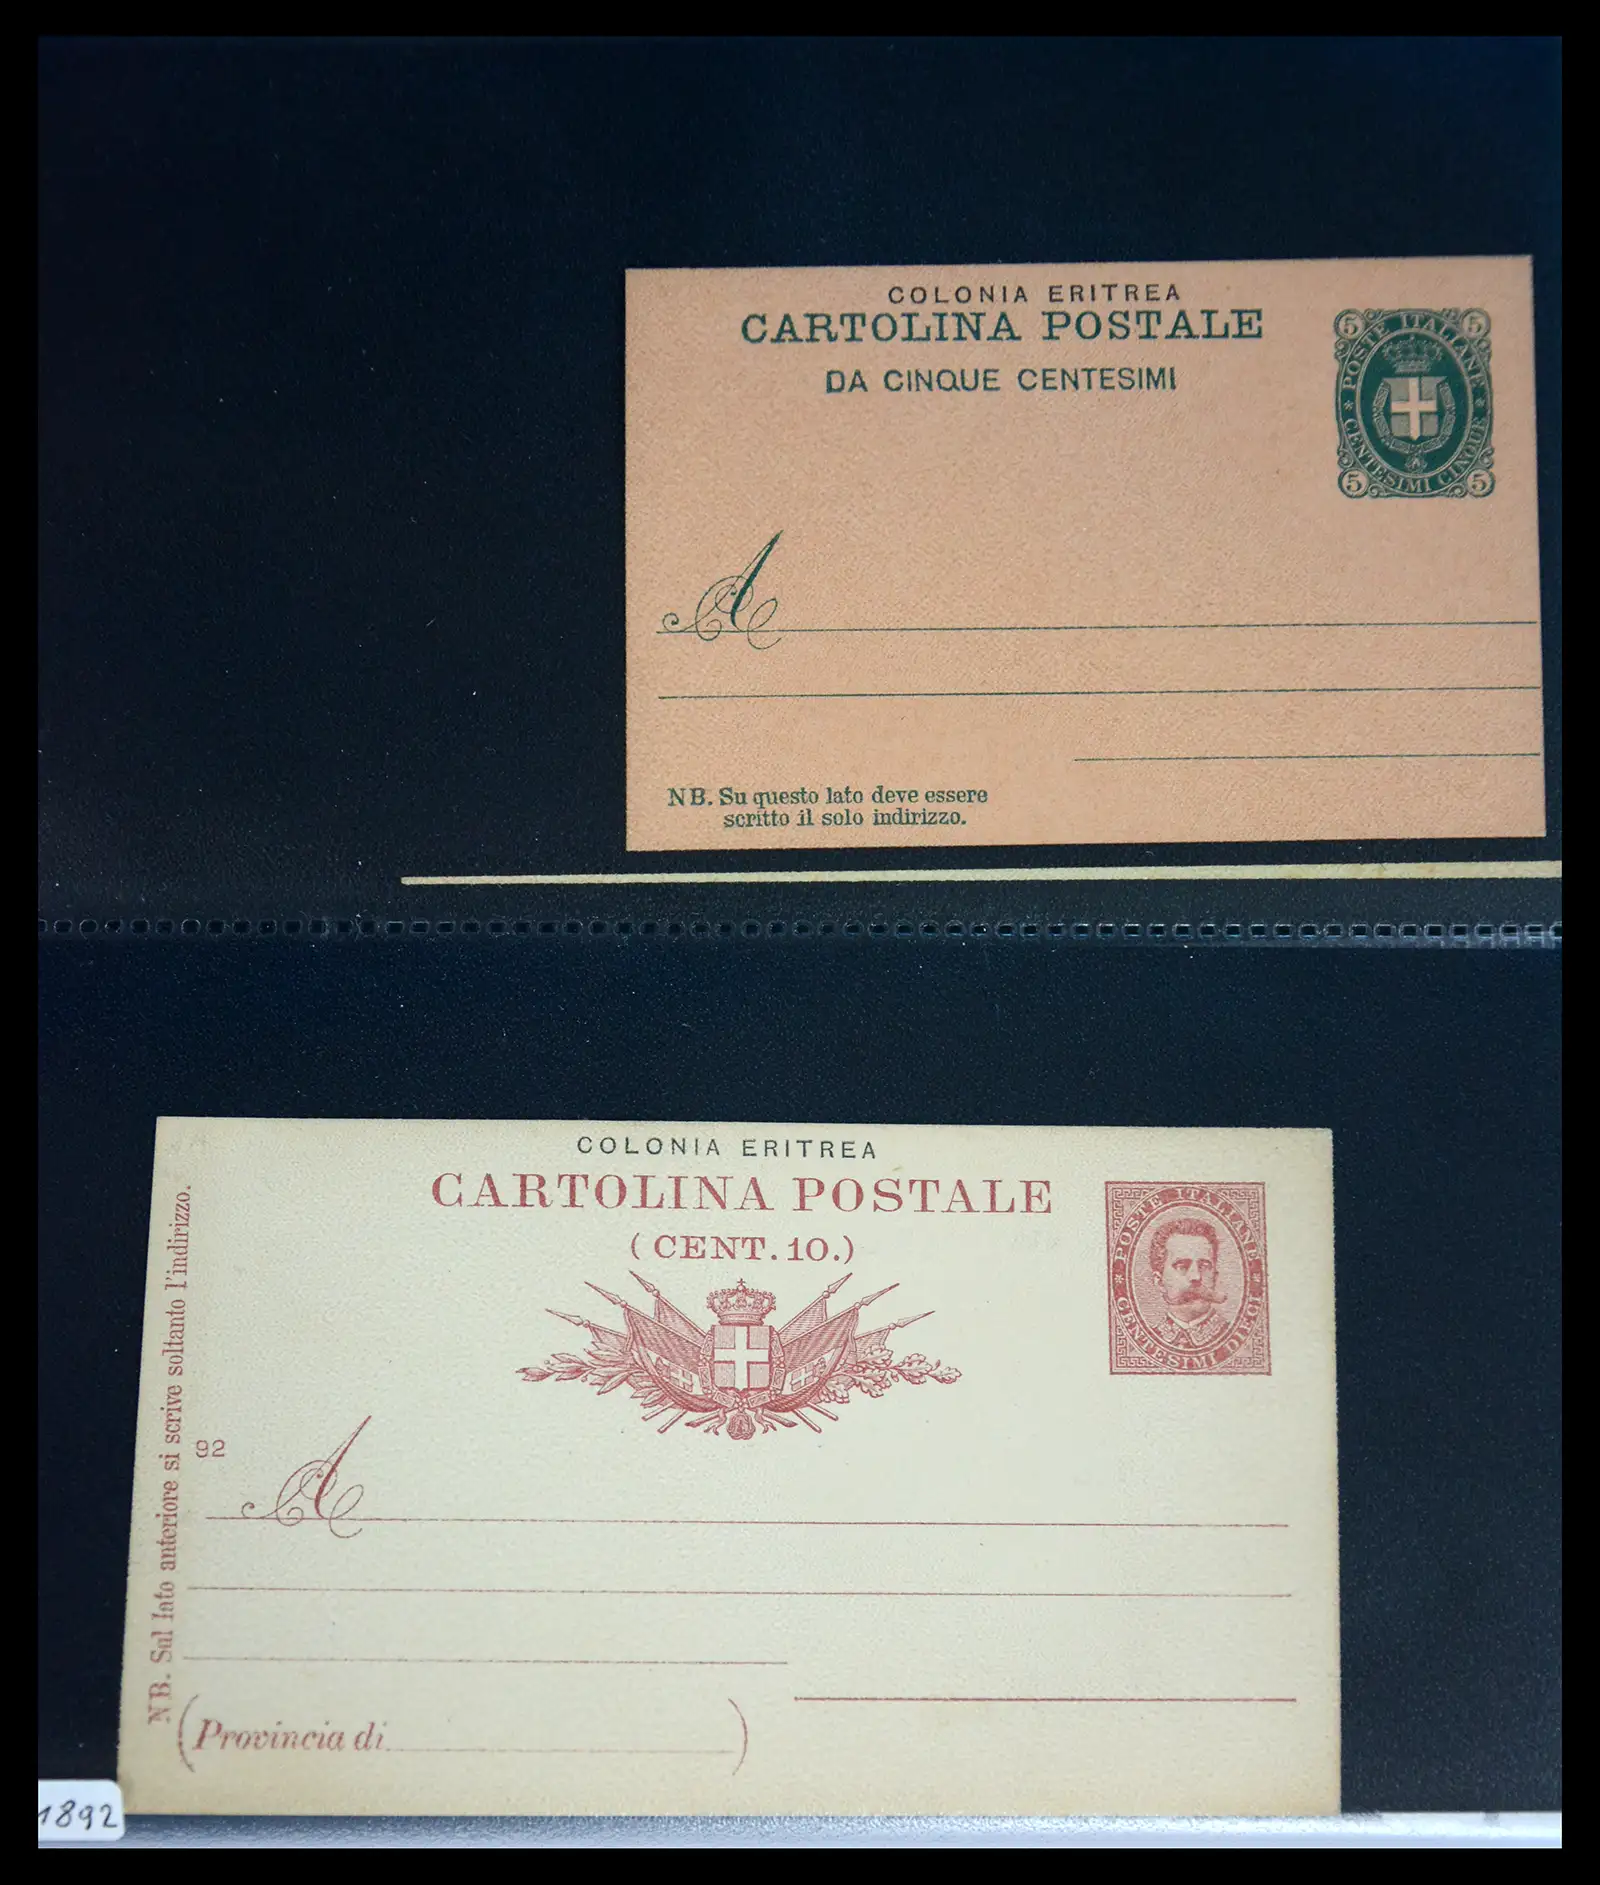 COLONIA ERITREA
CARTOLINA POSTALE
DA CINQUE CENTESIMI
5 5
* POSTE ITALIANE *
CENTESIMI CINQUE
5 5
A
NB. Su questo lato deve essere
scritto il solo indirizzo.
COLONIA ERITREA
CARTOLINA POSTALE
(CENT. 10.)
* POSTE ITALIANE *
CENTESIMI DIECI
NB. Sul lato anteriore si scrive soltanto l'indirizzo.
92
A
(Provincia di )
1892